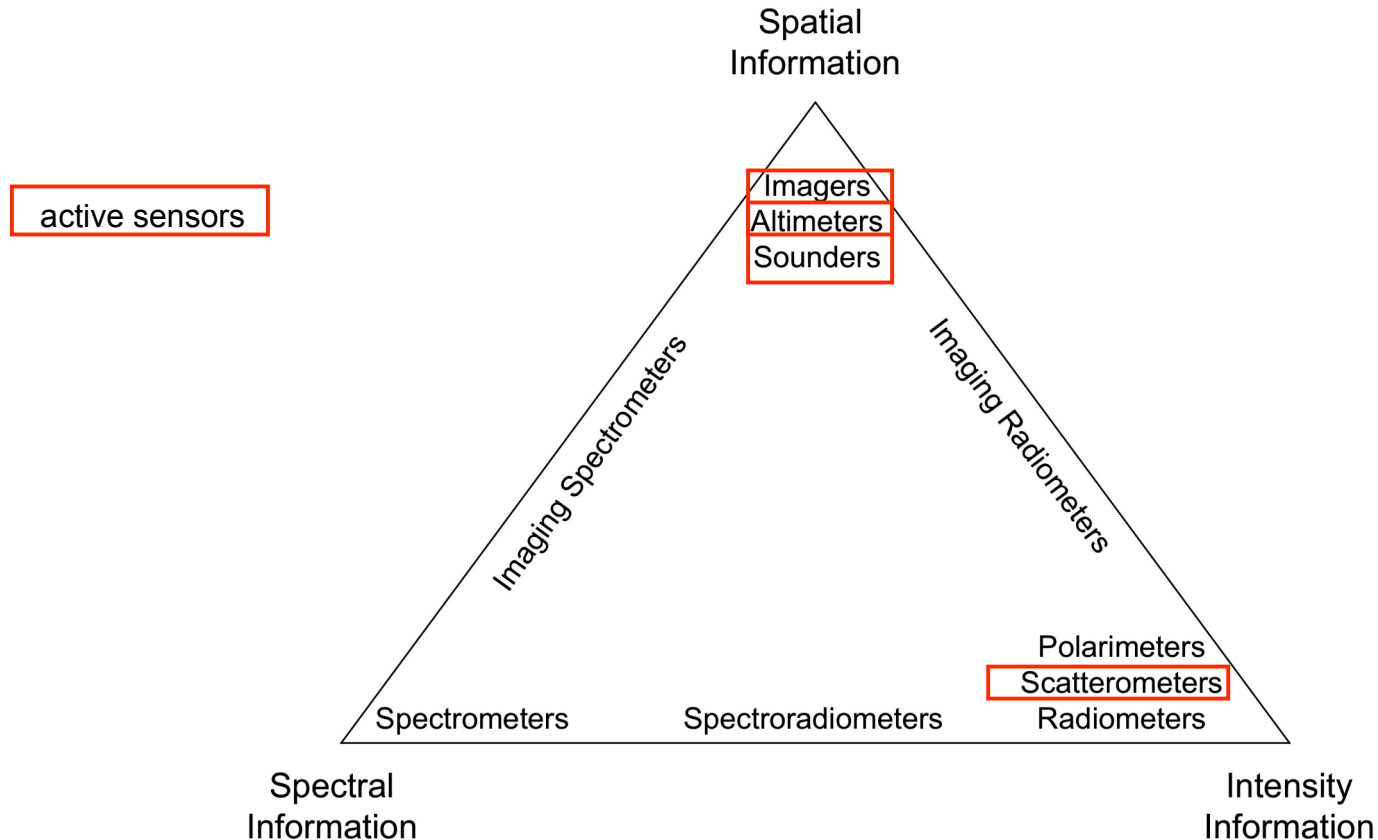 Spatial
Information
active sensors
Imagers
Altimeters
Sounders
Imaging Spectrometers
Imaging Radiometers
Polarimeters
Scatterometers
Spectrometers
Spectroradiometers
Radiometers
Spectral
Information
Intensity
Information